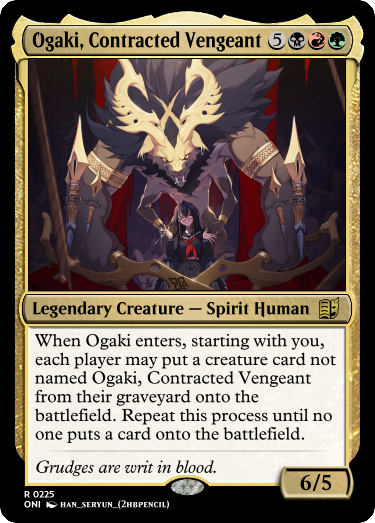 Ogaki, Contracted Vengeant 5
Legendary Creature — Spirit Human
When Ogaki enters, starting with you,
each player may put a creature card not
named Ogaki, Contracted Vengeant
from their graveyard onto the
battlefield. Repeat this process until no
one puts a card onto the battlefield.
Grudges are writ in blood.
6/5
R 0225
ONI HAN_SERYUN_(2HBPENCIL)